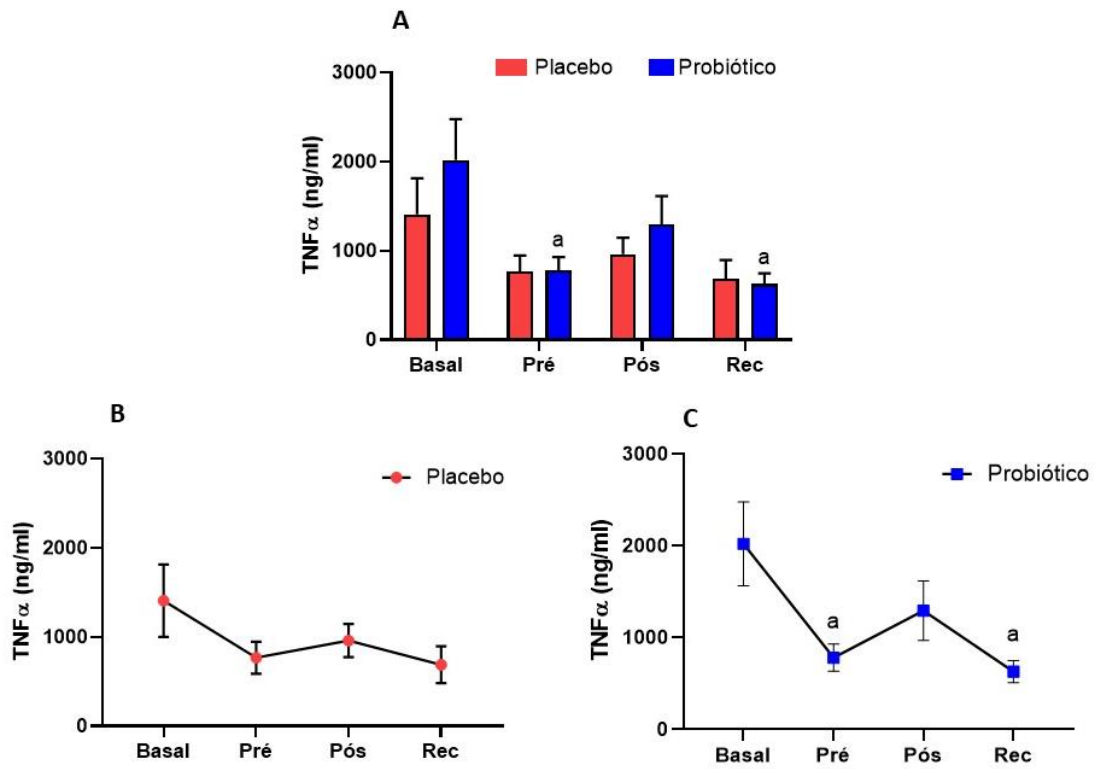 A
Placebo Probiótico
TNFα (ng/ml)
3000
2000
1000
0
a a
Basal Pré Pós Rec
B
Placebo
TNFα (ng/ml)
3000
2000
1000
0
Basal Pré Pós Rec
C
Probiótico
TNFα (ng/ml)
3000
2000
1000
0
a a
Basal Pré Pós Rec